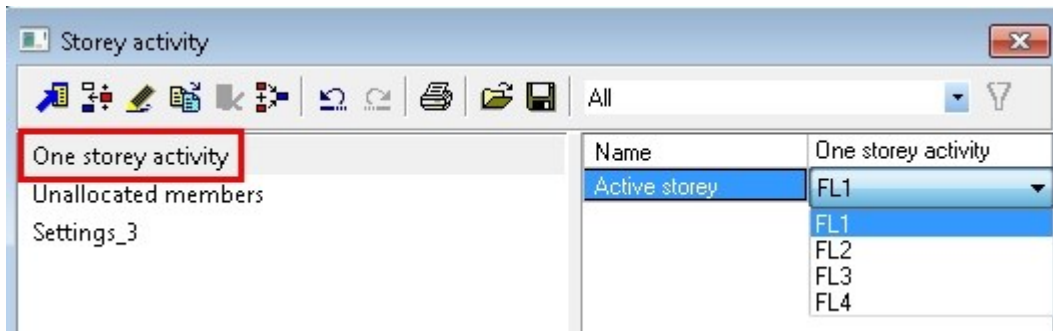 Storey activity
All
One storey activity
Unallocated members
Settings_3
Name One storey activity
Active storey FL1
FL1
FL2
FL3
FL4